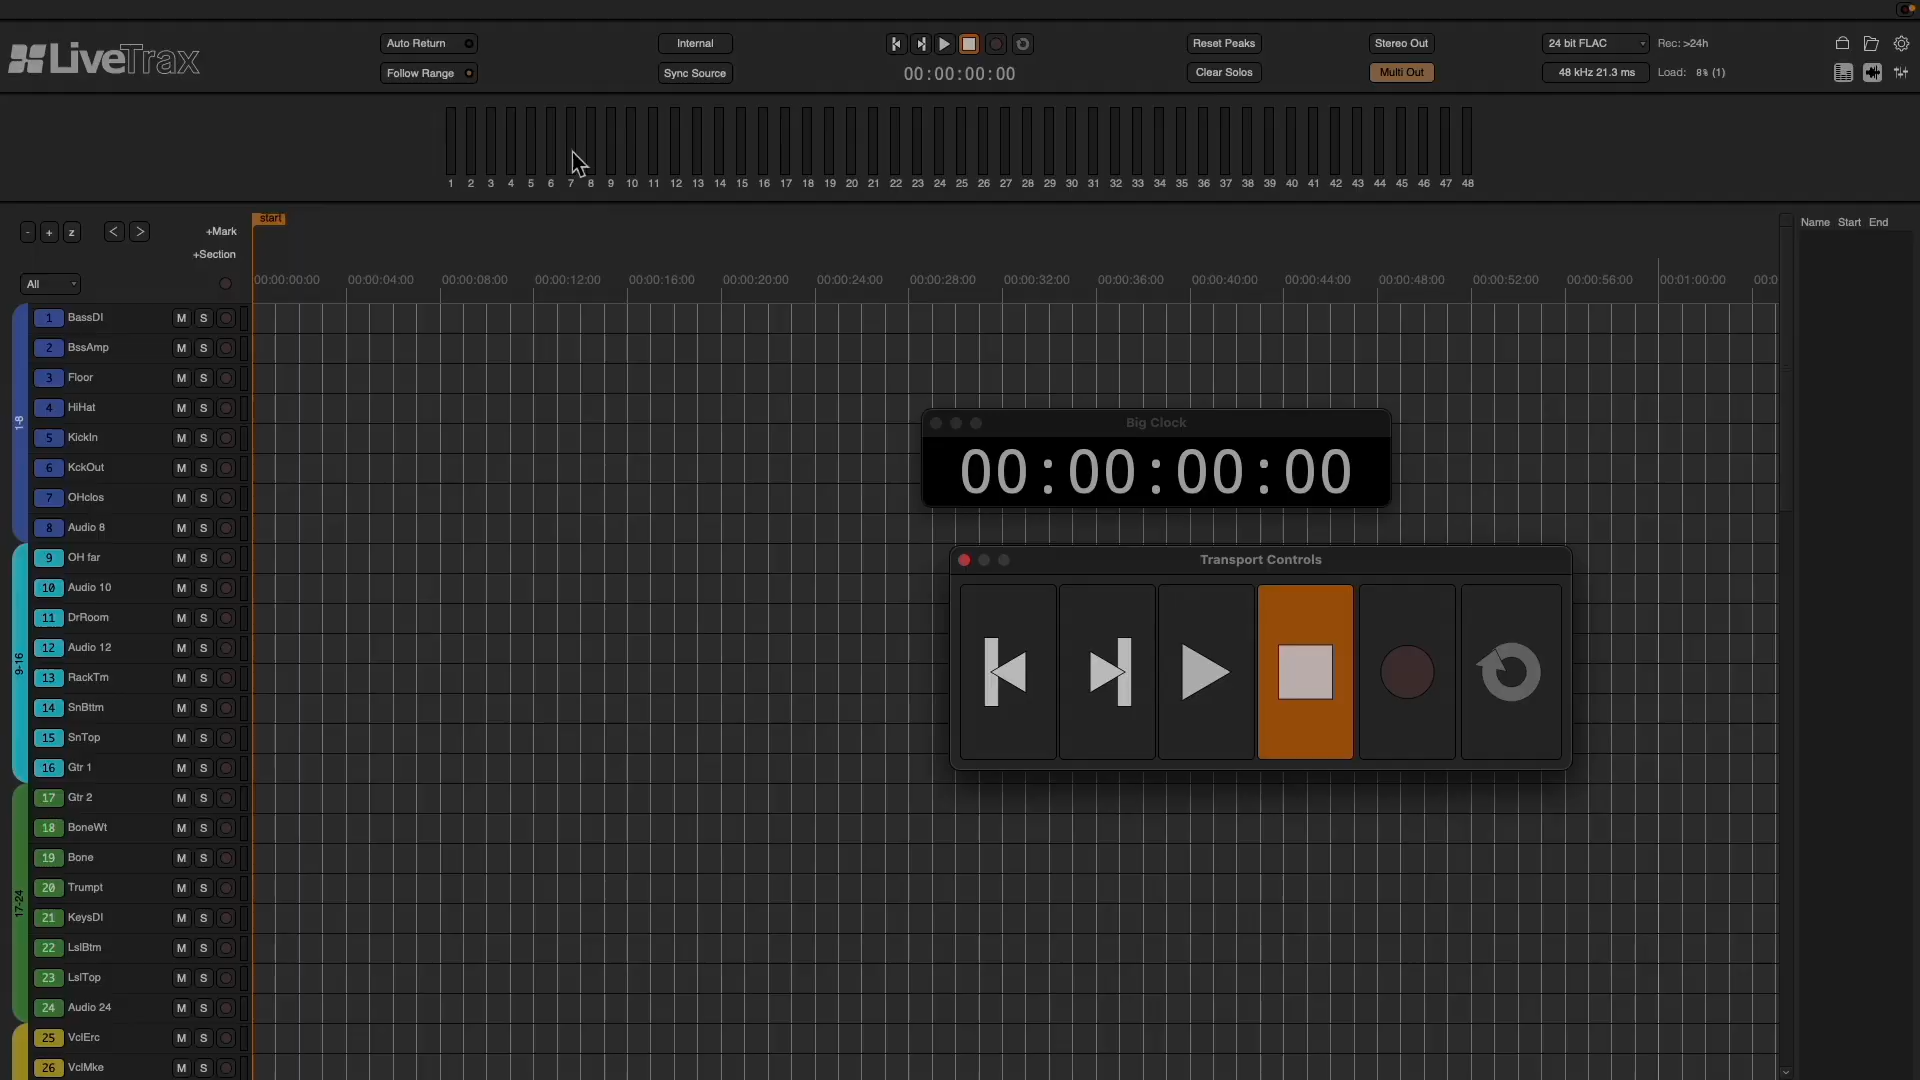 LiveTrax
Auto Return
Follow Range
Internal
Sync Source
00:00:00:00
Reset Peaks
Clear Solos
Stereo Out
Multi Out
24 bit FLAC
Rec: >24h
48 kHz 21.3 ms
Load: 8% (1)
1 2 3 4 5 6 7 8 9 10 11 12 13 14 15 16 17 18 19 20 21 22 23 24 25 26 27 28 29 30 31 32 33 34 35 36 37 38 39 40 41 42 43 44 45 46 47 48
start
Name Start End
- + z < >
+Mark
+Section
All
00:00:00:00 00:00:04:00 00:00:08:00 00:00:12:00 00:00:16:00 00:00:20:00 00:00:24:00 00:00:28:00 00:00:32:00 00:00:36:00 00:00:40:00 00:00:44:00 00:00:48:00 00:00:52:00 00:00:56:00 00:01:00:00 00:0
1-8
1 BassDI M S
2 BssAmp M S
3 Floor M S
4 HiHat M S
5 KickIn M S
6 KckOut M S
7 OHclos M S
8 Audio 8 M S
9-16
9 OH far M S
10 Audio 10 M S
11 DrRoom M S
12 Audio 12 M S
13 RackTm M S
14 SnBttm M S
15 SnTop M S
16 Gtr 1 M S
17-24
17 Gtr 2 M S
18 BoneWt M S
19 Bone M S
20 Trumpt M S
21 KeysDI M S
22 LslBtm M S
23 LslTop M S
24 Audio 24 M S
25 VclErc M S
26 VclMke M S
Big Clock
00:00:00:00
Transport Controls